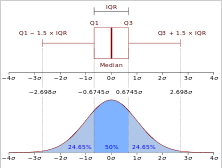 IQR
Q1 Q3
Q1 − 1.5 × IQR Q3 + 1.5 × IQR
Median
−4σ −3σ −2σ −1σ 0σ 1σ 2σ 3σ 4σ
−2.698σ −0.6745σ 0.6745σ 2.698σ
24.65% 50% 24.65%
−4σ −3σ −2σ −1σ 0σ 1σ 2σ 3σ 4σ